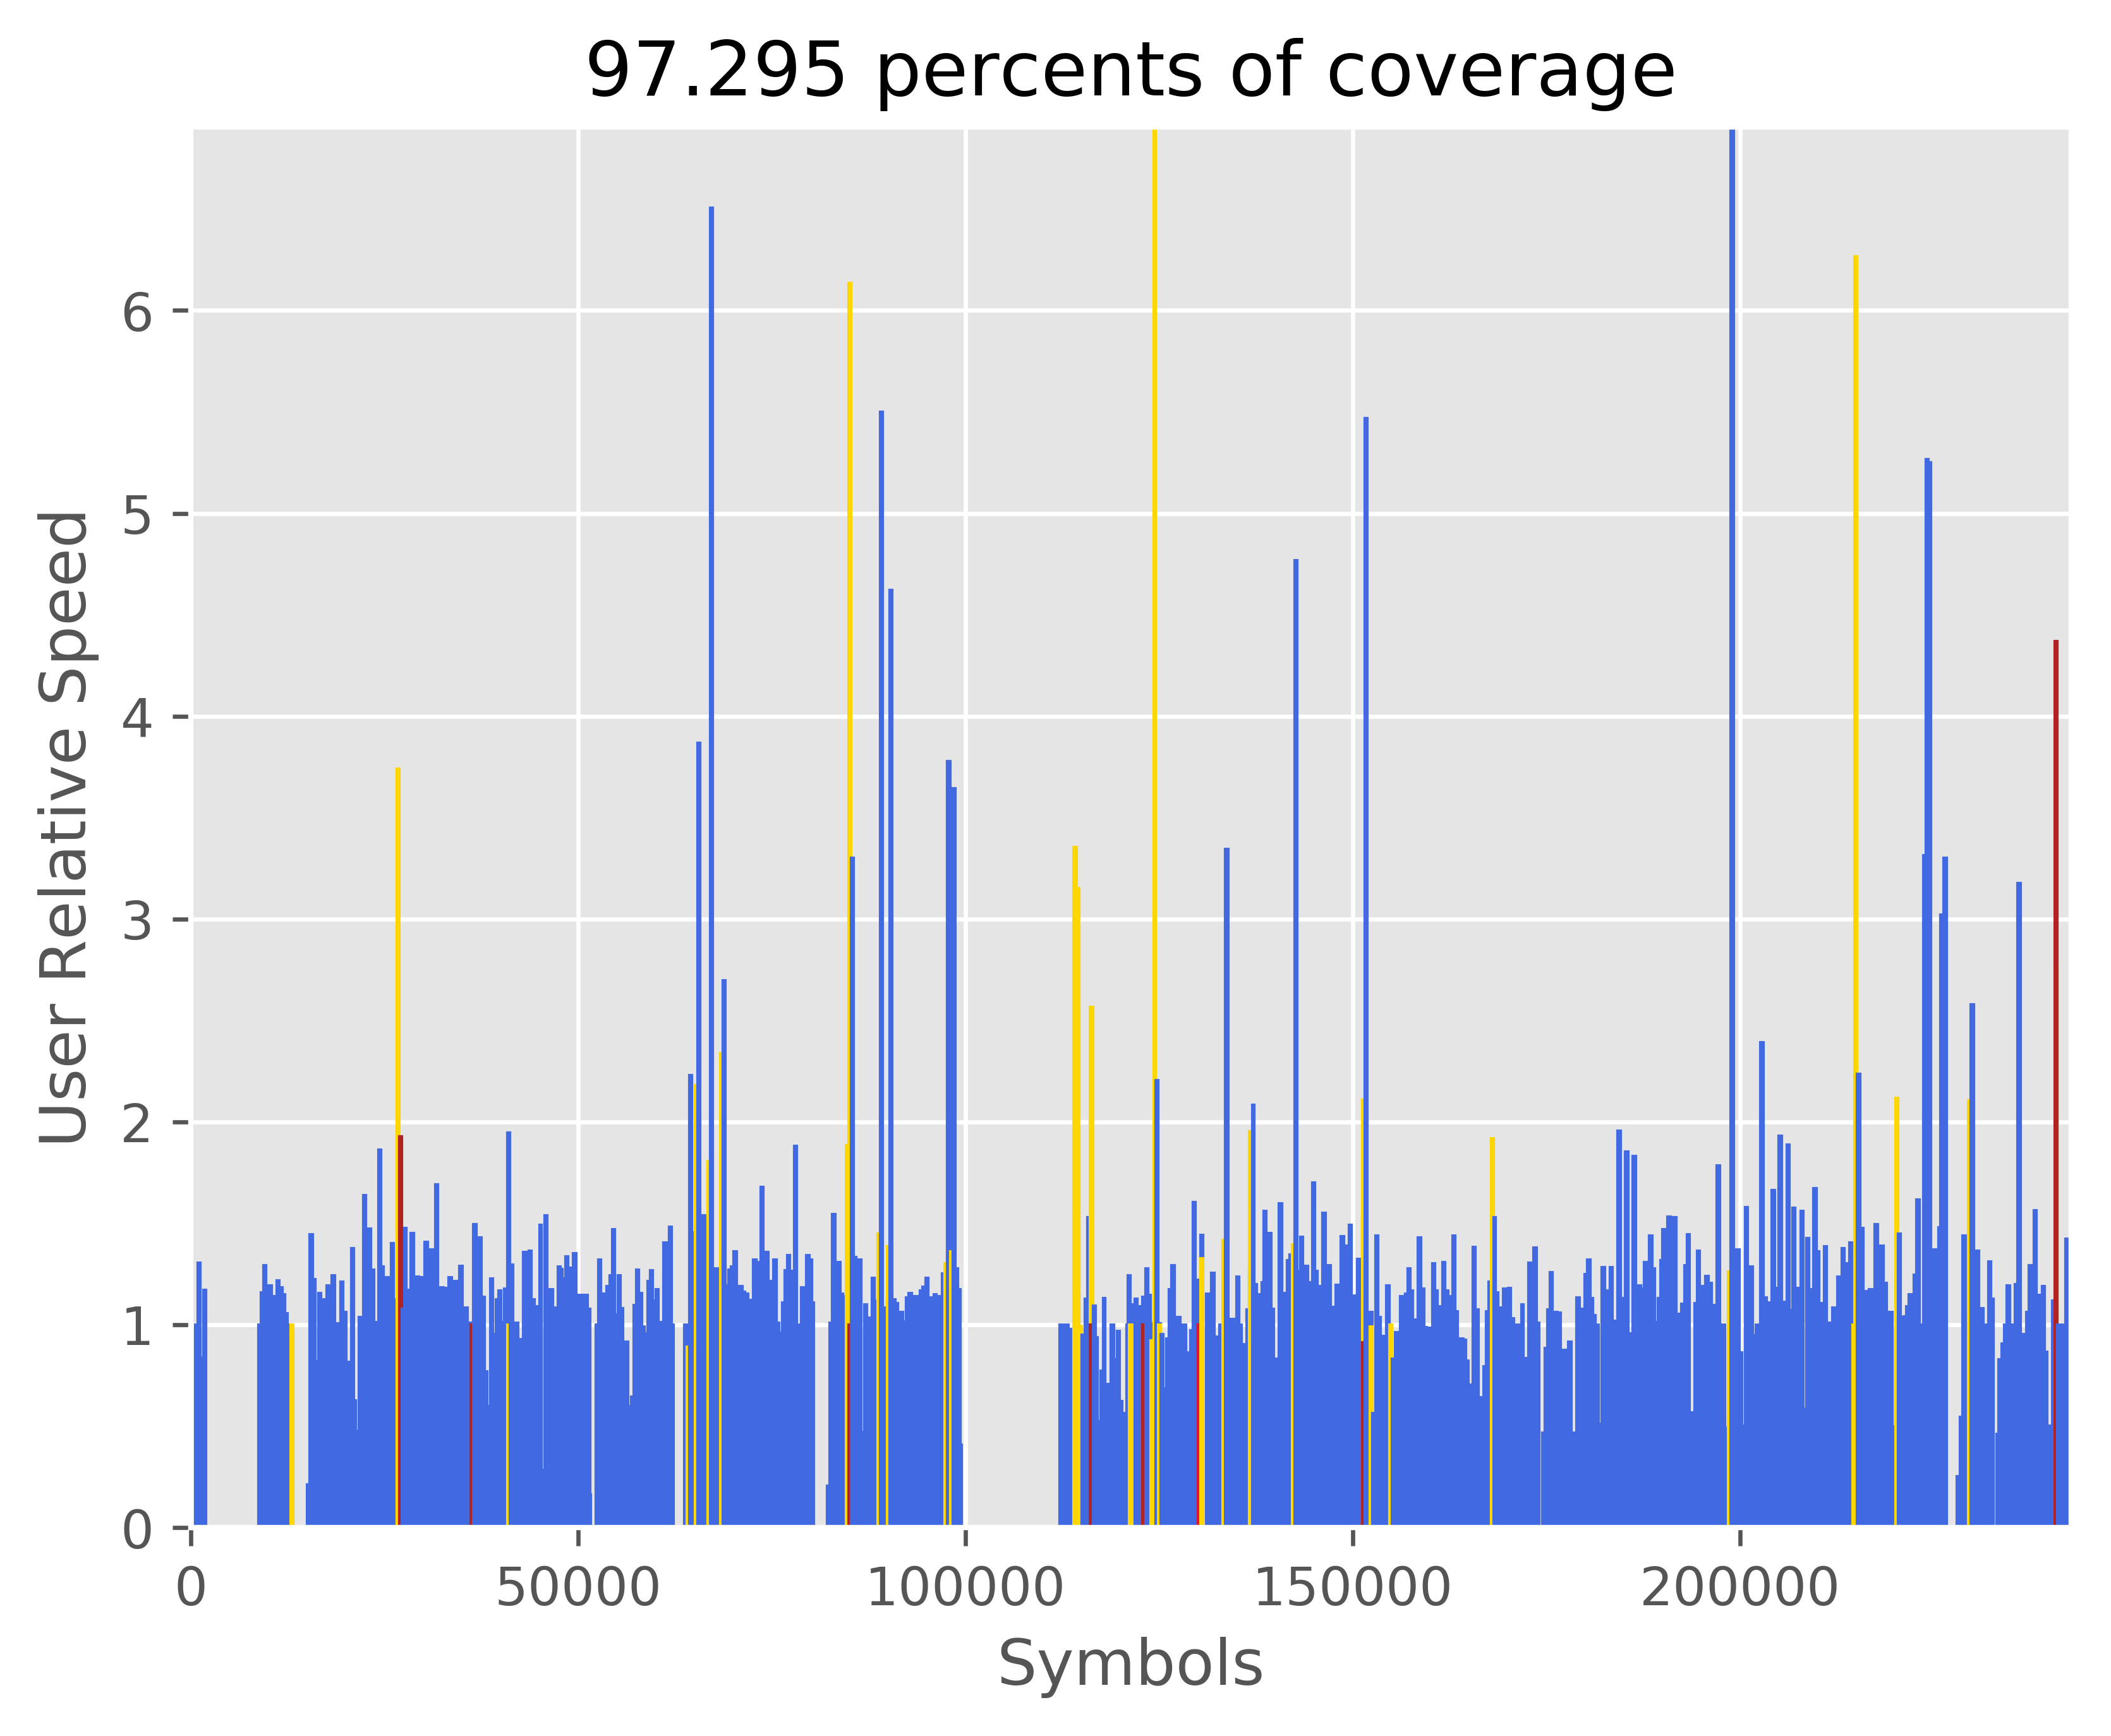 97.295 percents of coverage
User Relative Speed
6
5
4
3
2
1
0
0 50000 100000 150000 200000
Symbols